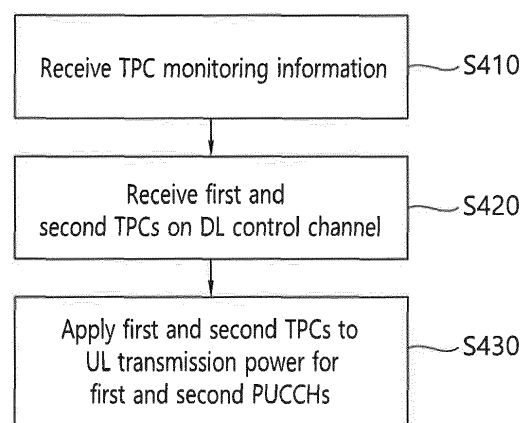 Receive TPC monitoring information
S410
Receive first and
second TPCs on DL control channel
S420
Apply first and second TPCs to
UL transmission power for
first and second PUCCHs
S430